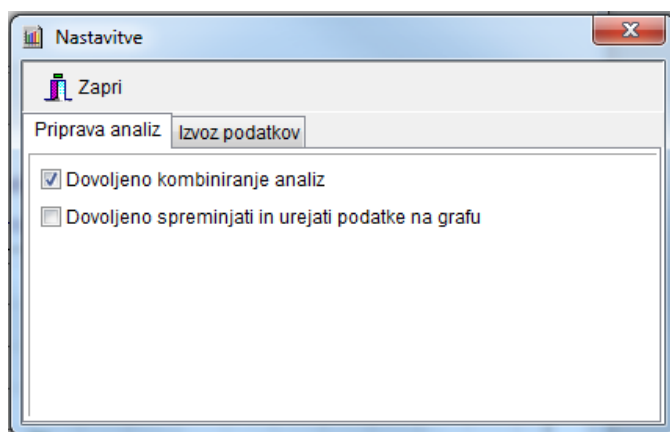 Nastavitve
Zapri
Priprava analiz
Izvoz podatkov
Dovoljeno kombiniranje analiz
Dovoljeno spreminjati in urejati podatke na grafu